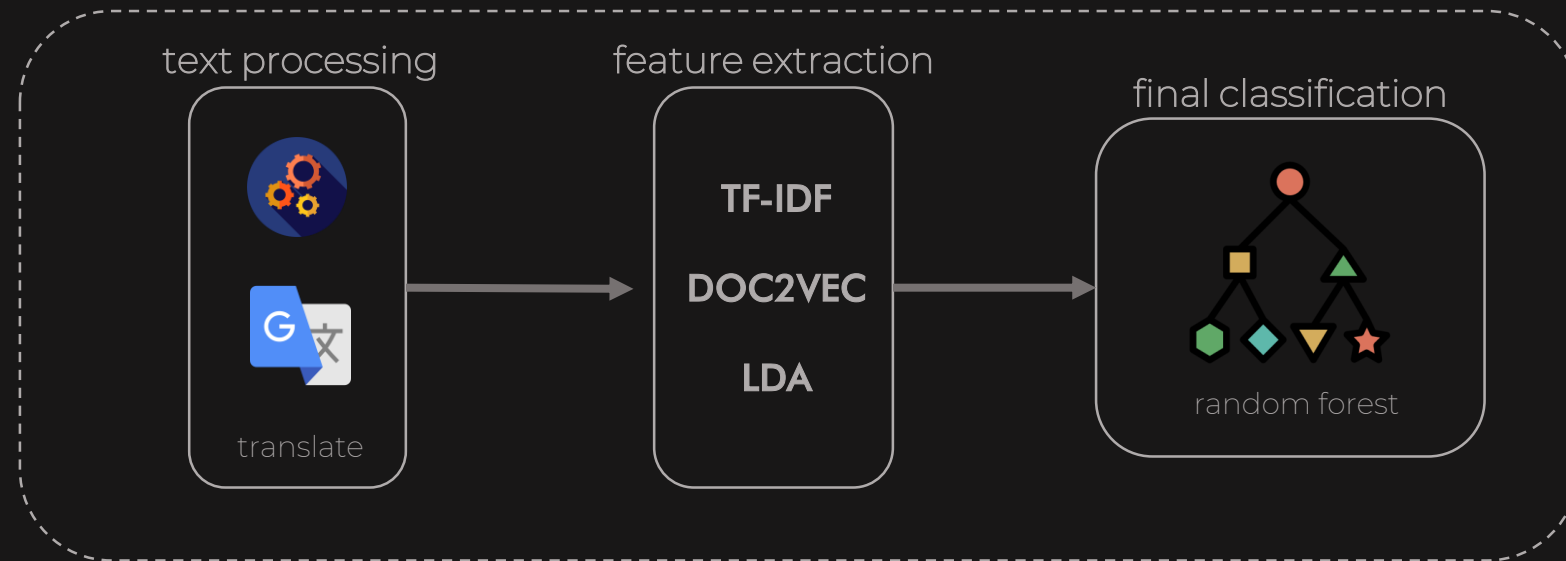 text processing
feature extraction
final classification
G 文
translate
TF-IDF
DOC2VEC
LDA
random forest